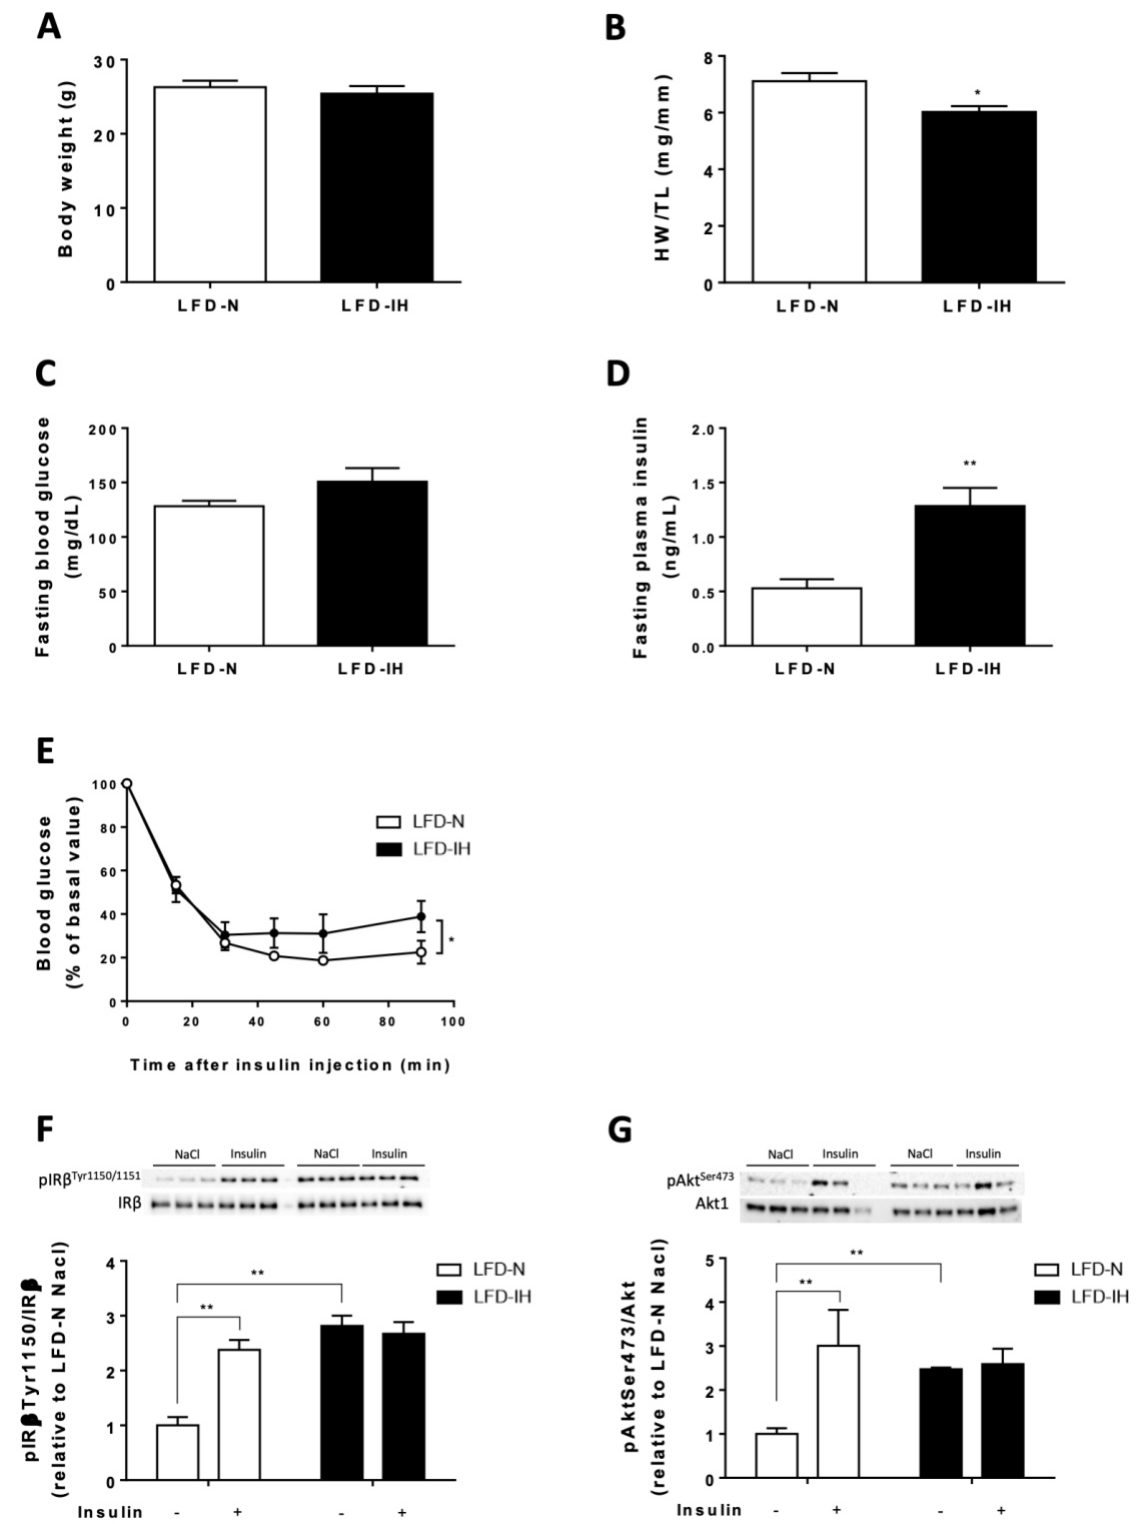 A
Body weight (g)
30
20
10
0
LFD-N
LFD-IH
B
HW/TL (mg/mm)
8
6
4
2
0
*
LFD-N
LFD-IH
C
Fasting blood glucose
(mg/dL)
200
150
100
50
0
LFD-N
LFD-IH
D
Fasting plasma insulin
(ng/mL)
2.0
1.5
1.0
0.5
0.0
**
LFD-N
LFD-IH
E
Blood glucose
(% of basal value)
100
80
60
40
20
0
LFD-N
LFD-IH
*
0 20 40 60 80 100
Time after insulin injection (min)
F
NaCl Insulin NaCl Insulin
pIRβTyr1150/1151
IRβ
pIRβTyr1150/IRβ
(relative to LFD-N Nacl)
4
3
2
1
0
**
**
LFD-N
LFD-IH
Insulin - + - +
G
NaCl Insulin NaCl Insulin
pAktSer473
Akt1
pAktSer473/Akt
(relative to LFD-N Nacl)
5
4
3
2
1
0
**
**
LFD-N
LFD-IH
Insulin - + - +